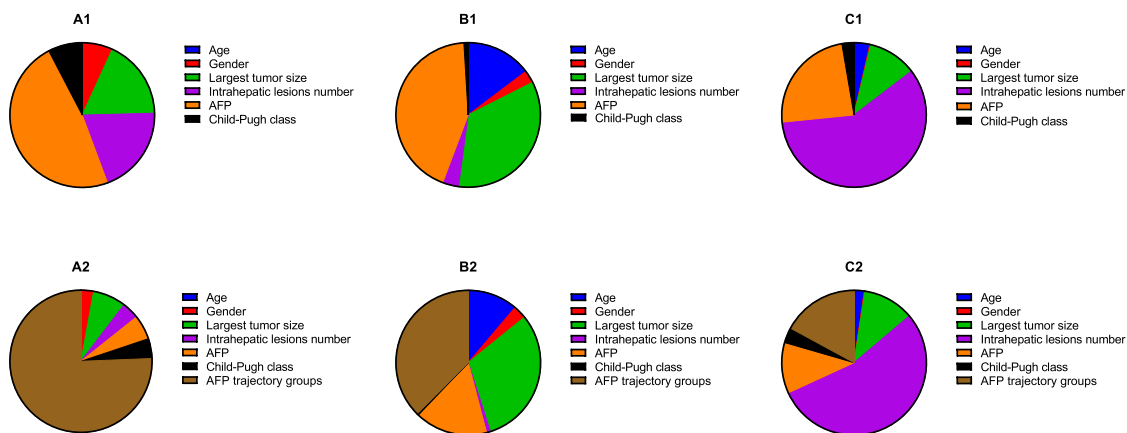 A1
Age
Gender
Largest tumor size
Intrahepatic lesions number
AFP
Child-Pugh class
B1
Age
Gender
Largest tumor size
Intrahepatic lesions number
AFP
Child-Pugh class
C1
Age
Gender
Largest tumor size
Intrahepatic lesions number
AFP
Child-Pugh class
A2
Age
Gender
Largest tumor size
Intrahepatic lesions number
AFP
Child-Pugh class
AFP trajectory groups
B2
Age
Gender
Largest tumor size
Intrahepatic lesions number
AFP
Child-Pugh class
AFP trajectory groups
C2
Age
Gender
Largest tumor size
Intrahepatic lesions number
AFP
Child-Pugh class
AFP trajectory groups